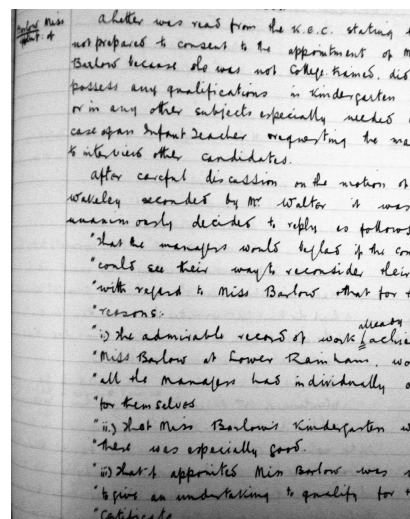 Barlow Miss
appoint: of
A letter was read from the K.E.C. stating
not prepared to consent to the appointment of M
Barlow because she was not College trained, did
possess any qualifications in Kindergarten
or in any other subjects especially needed
case of an Infant Teacher & requesting the ma
to interview other candidates.
After careful discussion on the motion of
Wakeley seconded by Mr. Walter it was
unanimously decided to reply as follows
"that the managers would be glad if the Com
"could see their way to reconsider their
"with regard to Miss Barlow & that for
"reasons:-
already
"i) The admirable record of work achie
"Miss Barlow at Lower Rainham, wo
"all the Managers had individually
"for themselves
"ii.) That Miss Barlow's Kindergarten w
"there was especially good.
"iii) That if appointed Miss Barlow was
"to give an undertaking to qualify for
"Certificate